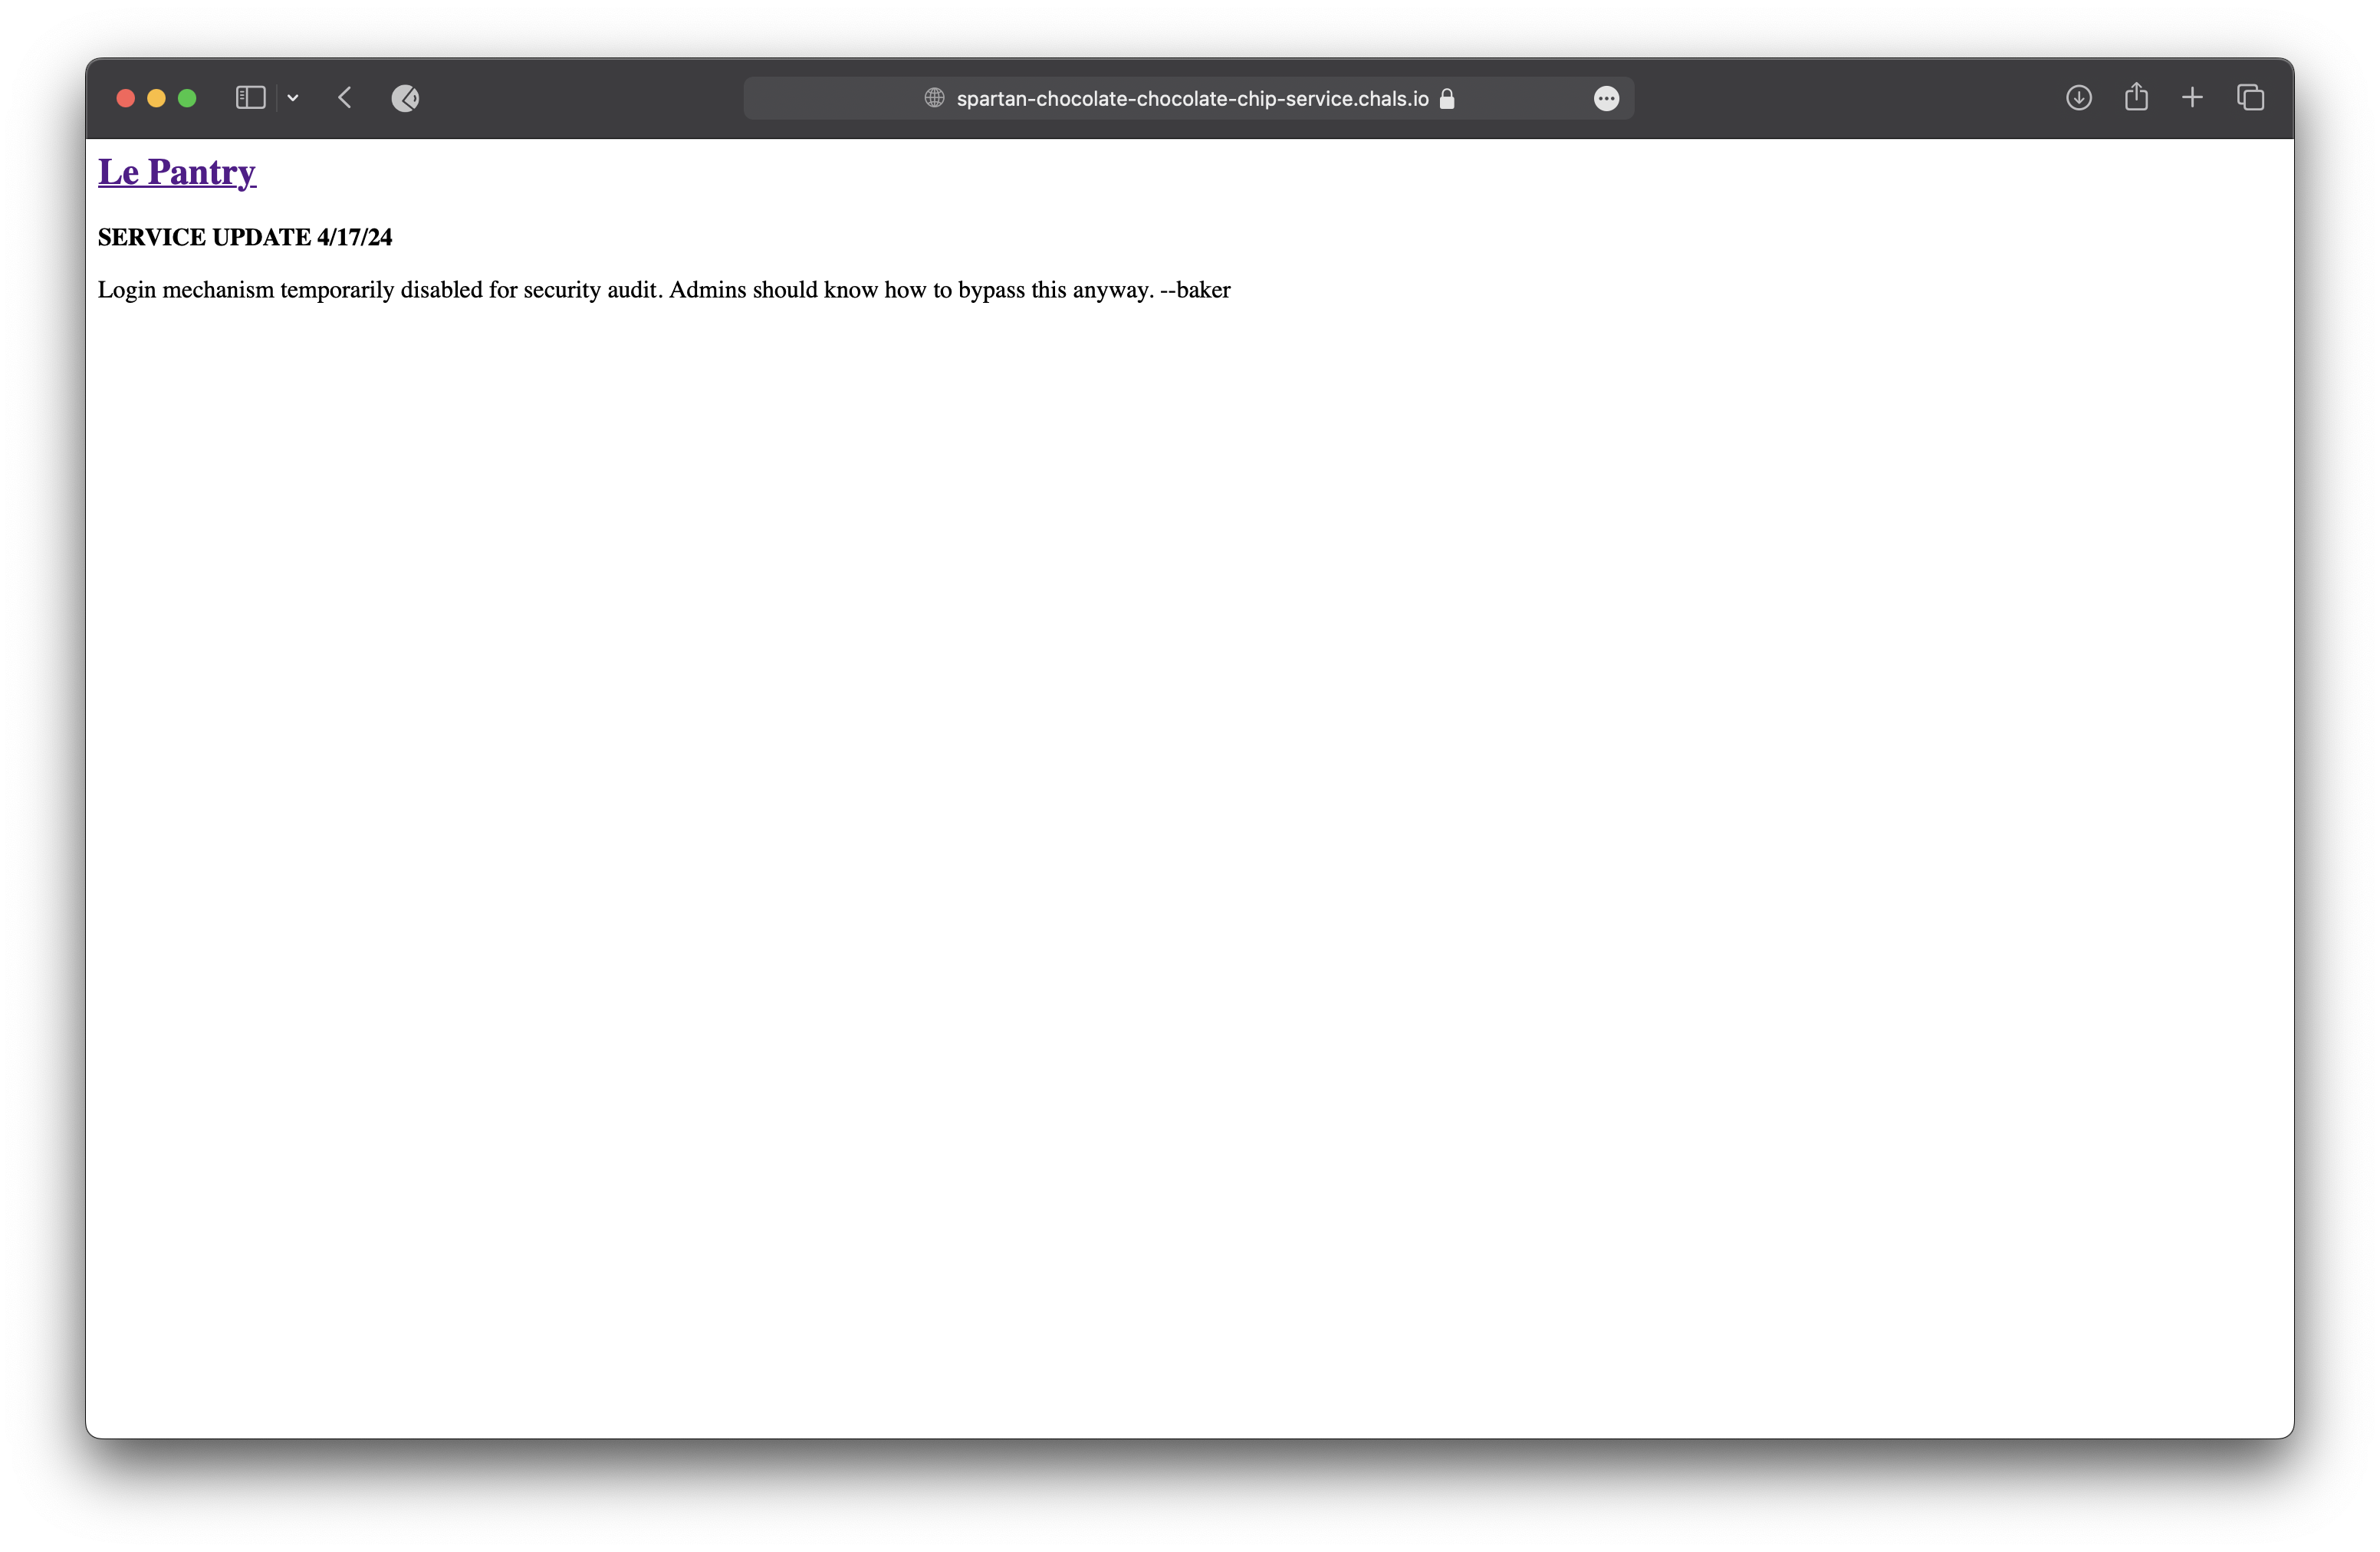 spartan-chocolate-chocolate-chip-service.chals.io
Le Pantry
SERVICE UPDATE 4/17/24
Login mechanism temporarily disabled for security audit. Admins should know how to bypass this anyway. --baker